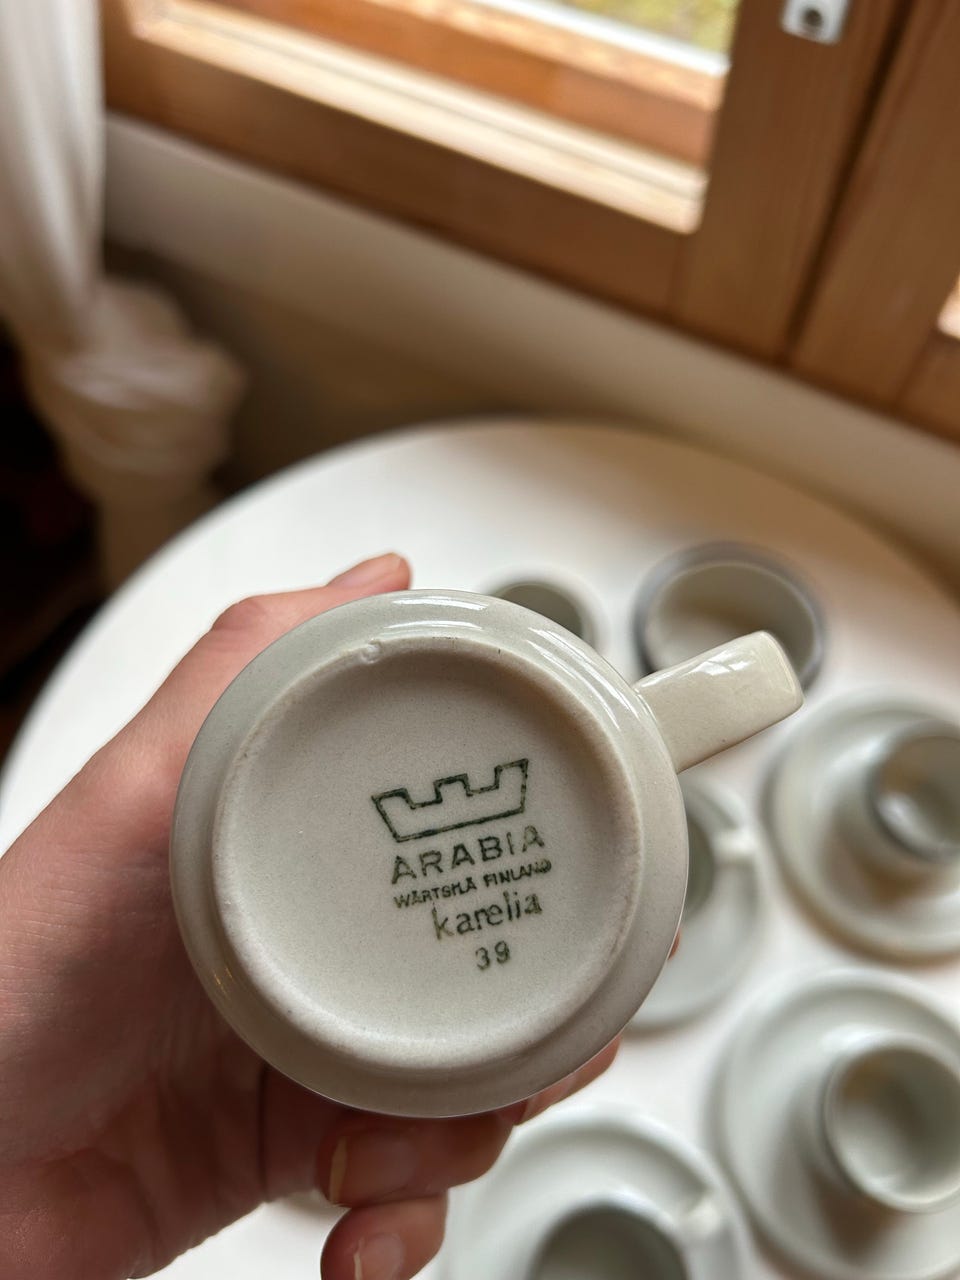 ARABIA
WÄRTSILÄ FINLAND
karelia
39